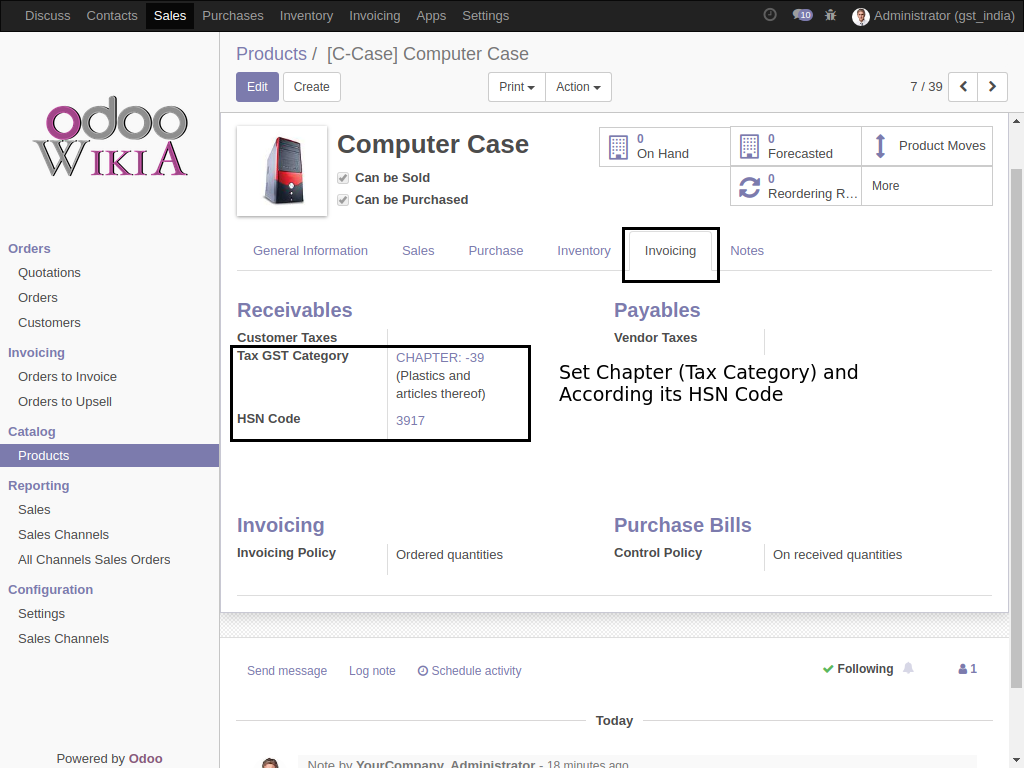 Discuss Contacts Sales Purchases Inventory Invoicing Apps Settings 10 Administrator (gst_india)
Products / [C-Case] Computer Case
Edit Create Print Action 7 / 39
odoo
WIKIA
Computer Case
Can be Sold
Can be Purchased
0
On Hand
0
Forecasted
Product Moves
0
Reordering R...
More
Orders
Quotations
Orders
Customers
Invoicing
Orders to Invoice
Orders to Upsell
Catalog
Products
Reporting
Sales
Sales Channels
All Channels Sales Orders
Configuration
Settings
Sales Channels
Powered by Odoo
General Information Sales Purchase Inventory Invoicing Notes
Receivables
Customer Taxes
Tax GST Category CHAPTER: -39
(Plastics and
articles thereof)
HSN Code 3917
Payables
Vendor Taxes
Set Chapter (Tax Category) and
According its HSN Code
Invoicing
Invoicing Policy Ordered quantities
Purchase Bills
Control Policy On received quantities
Send message Log note Schedule activity Following 1
Today
Note by YourCompany, Administrator - 18 minutes ago